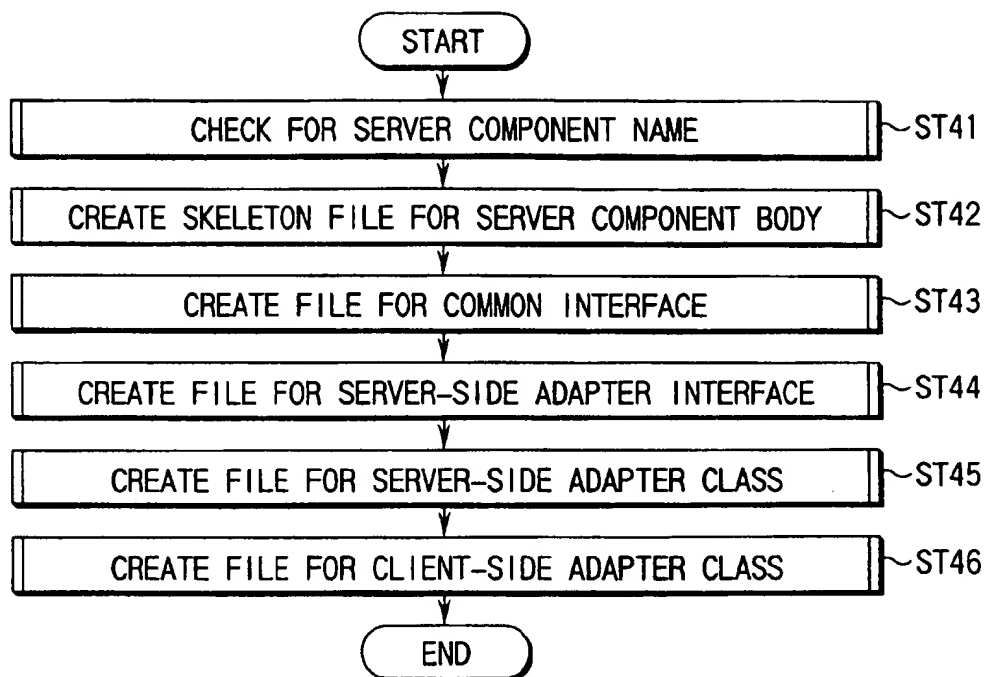 START
CHECK FOR SERVER COMPONENT NAME
ST41
CREATE SKELETON FILE FOR SERVER COMPONENT BODY
ST42
CREATE FILE FOR COMMON INTERFACE
ST43
CREATE FILE FOR SERVER-SIDE ADAPTER INTERFACE
ST44
CREATE FILE FOR SERVER-SIDE ADAPTER CLASS
ST45
CREATE FILE FOR CLIENT-SIDE ADAPTER CLASS
ST46
END